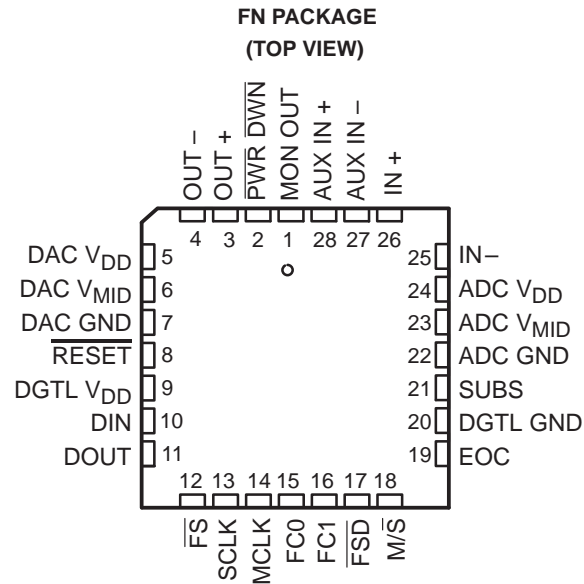 FN PACKAGE
(TOP VIEW)
OUT –
OUT +
PWR DWN
MON OUT
AUX IN +
AUX IN –
IN +
4
3
2
1
28
27
26
DAC VDD
5
DAC VMID
6
DAC GND
7
RESET
8
DGTL VDD
9
DIN
10
DOUT
11
25
IN–
24
ADC VDD
23
ADC VMID
22
ADC GND
21
SUBS
20
DGTL GND
19
EOC
12
13
14
15
16
17
18
FS
SCLK
MCLK
FC0
FC1
FSD
M/S